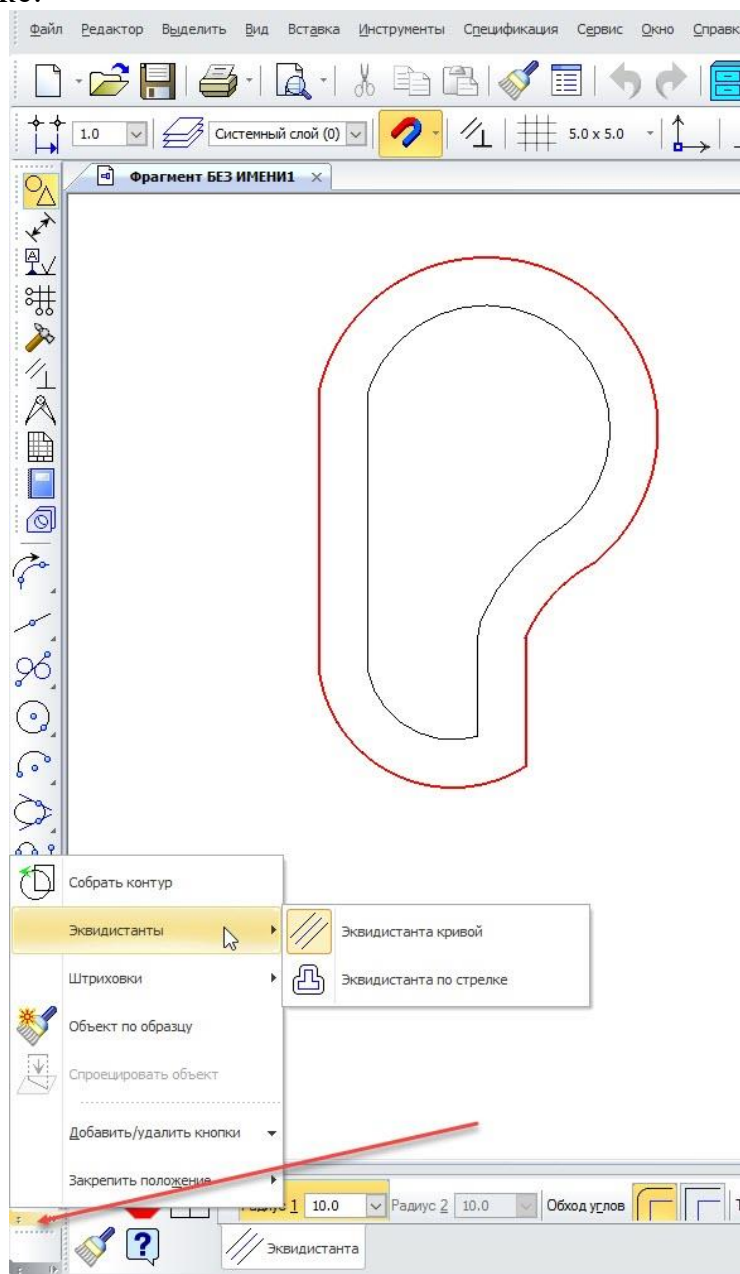 Файл Редактор Выделить Вид Вставка Инструменты Спецификация Сервис Окно
1.0 Системный слой (0) 5.0 x 5.0
Фрагмент БЕЗ ИМЕНИ1
Собрать контур
Эквидистанты
Эквидистанта кривой
Штриховки
Эквидистанта по стрелке
Объект по образцу
Спроецировать объект
Добавить/удалить кнопки
Закрепить положение
1 10.0 Радиус 2 10.0 Обход углов
Эквидистанта